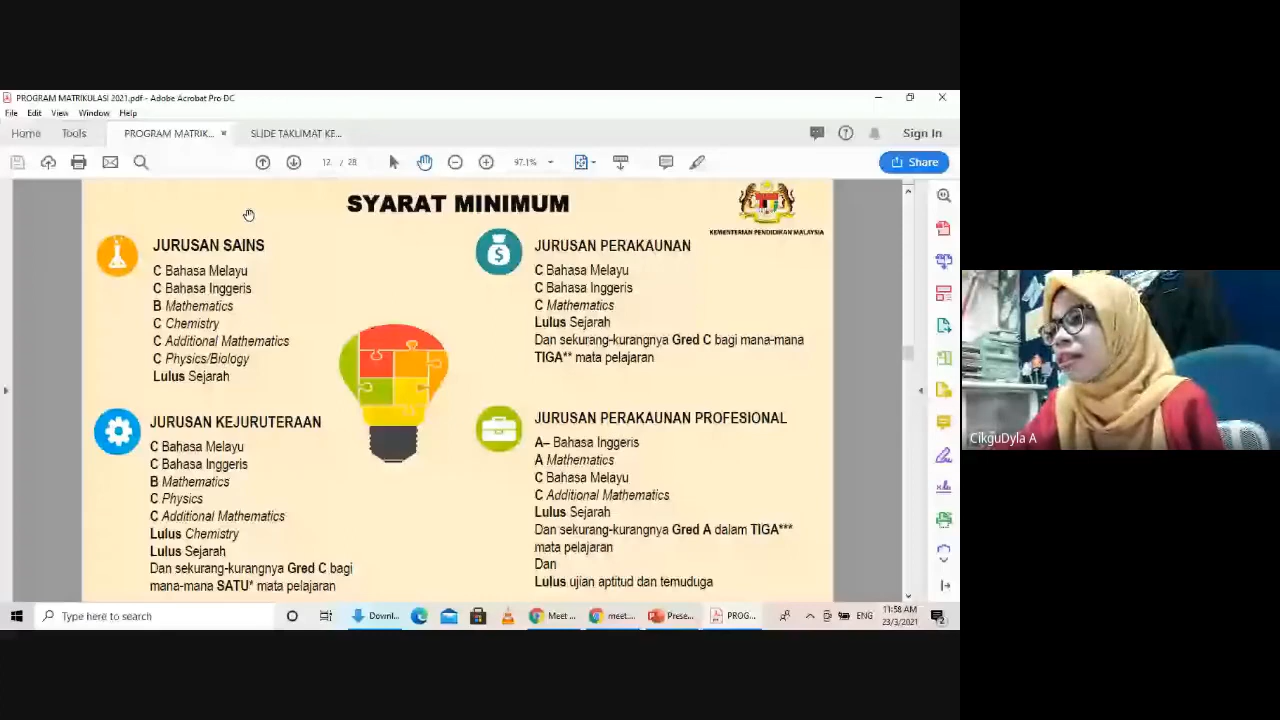 PROGRAM MATRIKULASI 2021.pdf - Adobe Acrobat Pro DC
File Edit View Window Help
Home Tools PROGRAM MATRIK... × SLIDE TAKLIMAT KE... Sign In
12 / 28 97.1% Share
SYARAT MINIMUM
KEMENTERIAN PENDIDIKAN MALAYSIA
JURUSAN SAINS
C Bahasa Melayu
C Bahasa Inggeris
B Mathematics
C Chemistry
C Additional Mathematics
C Physics/Biology
Lulus Sejarah
JURUSAN PERAKAUNAN
C Bahasa Melayu
C Bahasa Inggeris
C Mathematics
Lulus Sejarah
Dan sekurang-kurangnya Gred C bagi mana-mana
TIGA** mata pelajaran
JURUSAN KEJURUTERAAN
C Bahasa Melayu
C Bahasa Inggeris
B Mathematics
C Physics
C Additional Mathematics
Lulus Chemistry
Lulus Sejarah
Dan sekurang-kurangnya Gred C bagi
mana-mana SATU* mata pelajaran
JURUSAN PERAKAUNAN PROFESIONAL
A– Bahasa Inggeris
A Mathematics
C Bahasa Melayu
C Additional Mathematics
Lulus Sejarah
Dan sekurang-kurangnya Gred A dalam TIGA***
mata pelajaran
Dan
Lulus ujian aptitud dan temuduga
CikguDyla A
Type here to search Downl... Meet ... meet.... Prese... PROG... ENG 11:58 AM
23/3/2021